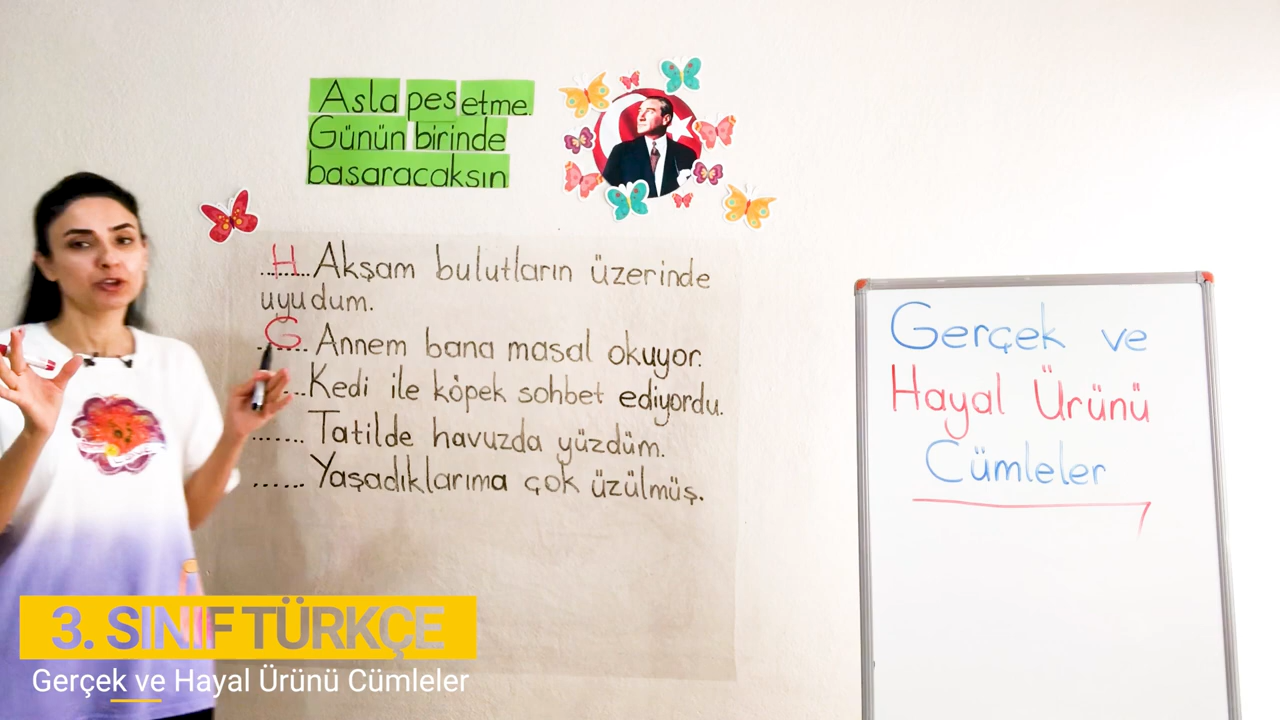 Asla pes etme.
Günün birinde
başaracaksın
H Akşam bulutların üzerinde
uyudum.
G Annem bana masal okuyor.
....Kedi ile köpek sohbet ediyordu.
....... Tatilde havuzda yüzdüm.
...... Yaşadıklarıma çok üzülmüş.
Gerçek ve
Hayal Ürünü
Cümleler
3. SINIF TÜRKÇE
Gerçek ve Hayal Ürünü Cümleler